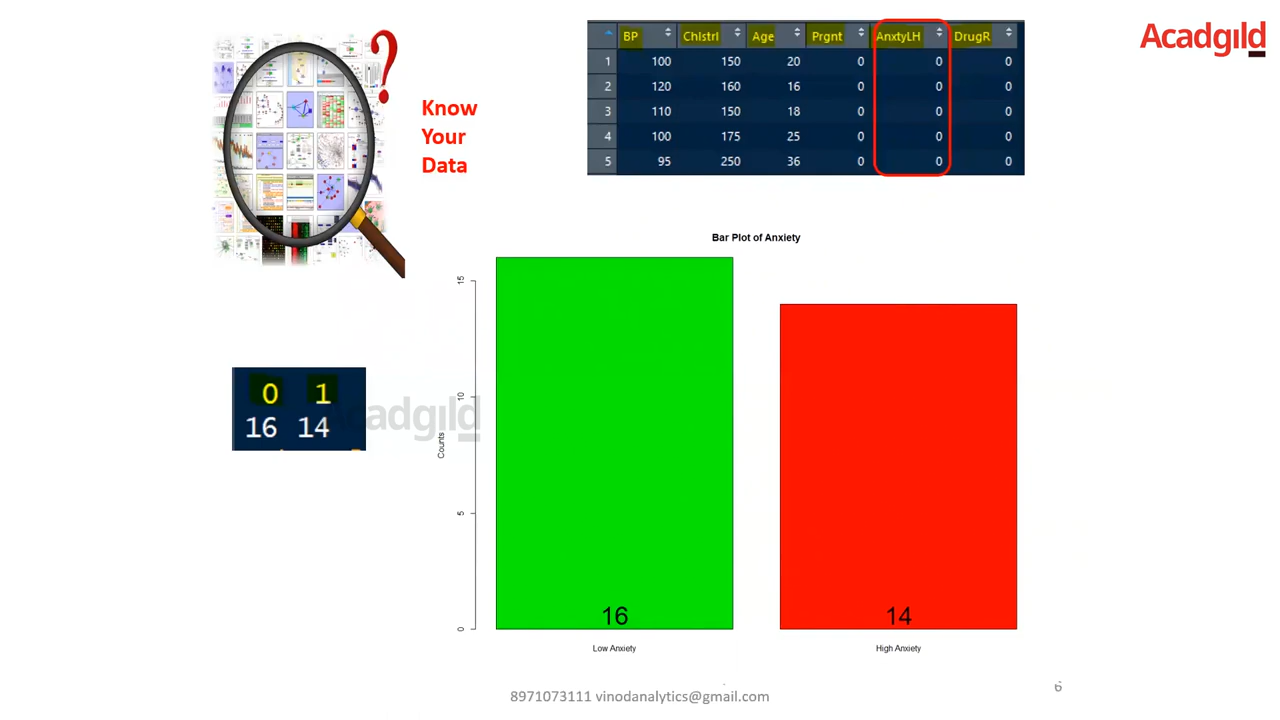 Acadgild
?
Know
Your
Data
BP Chlstrl Age Prgnt AnxtyLH DrugR
1 100 150 20 0 0 0
2 120 160 16 0 0 0
3 110 150 18 0 0 0
4 100 175 25 0 0 0
5 95 250 36 0 0 0
Bar Plot of Anxiety
0 1
16 14
Acadgild
Counts
15
10
5
0
16
14
Low Anxiety
High Anxiety
8971073111 vinodanalytics@gmail.com
6